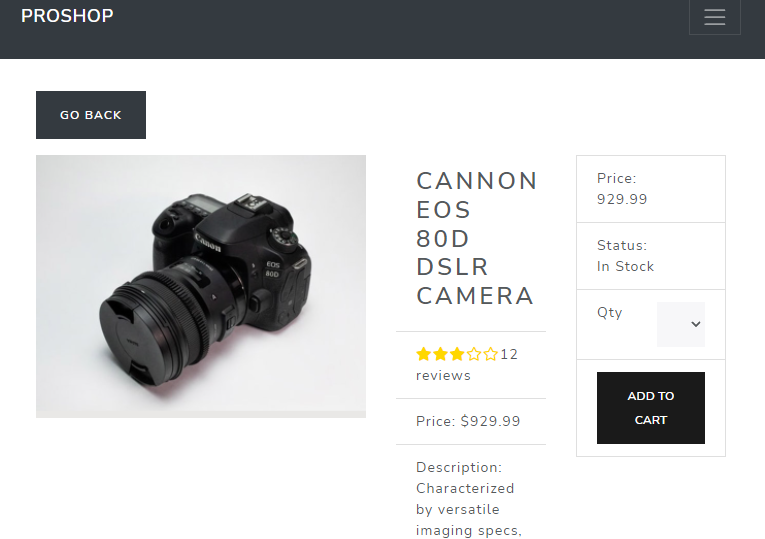 PROSHOP
GO BACK
Canon
EOS
80D
CANNON
EOS
80D
DSLR
CAMERA
12
reviews
Price: $929.99
Description:
Characterized
by versatile
imaging specs,
Price:
929.99
Status:
In Stock
Qty
ADD TO
CART